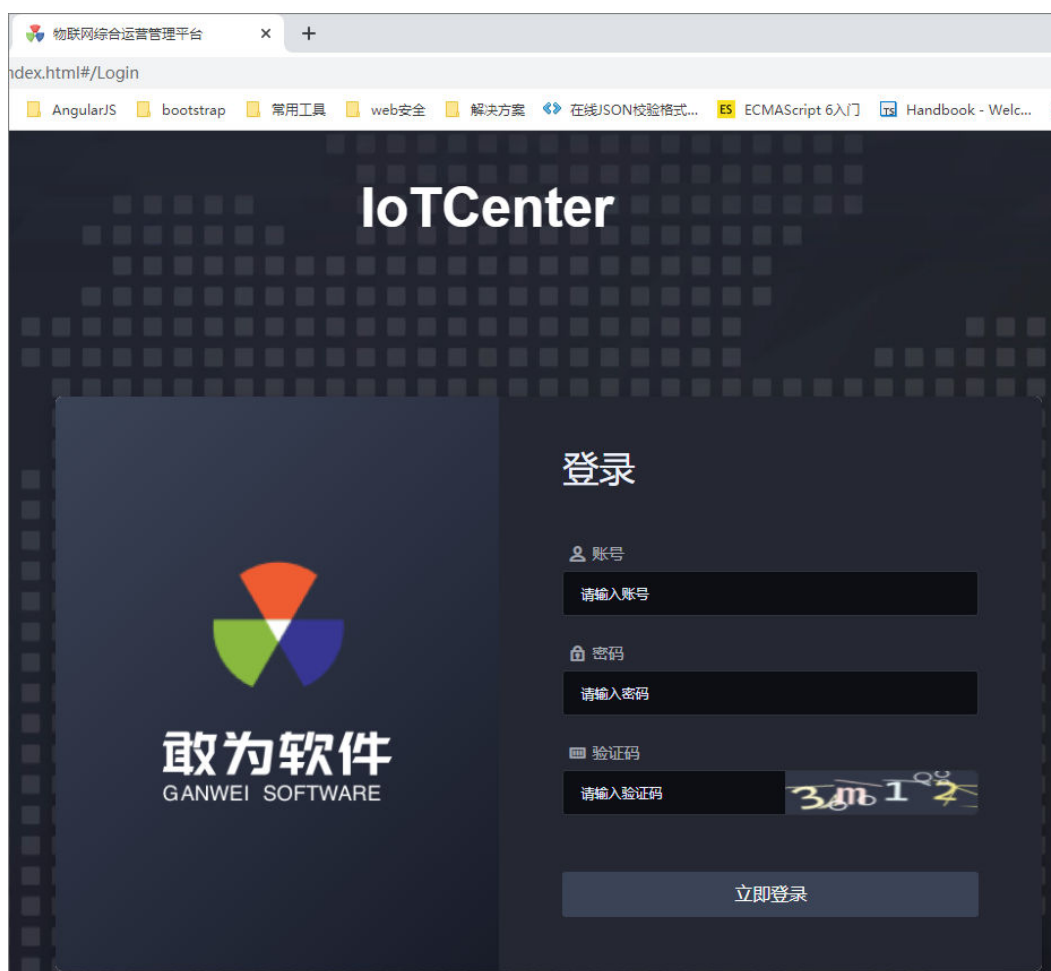 物联网综合运营管理平台
ndex.html#/Login
AngularJS bootstrap 常用工具 web安全 解决方案 在线JSON校验格式... ES ECMAScript 6入门 TS Handbook - Welc...
IoTCenter
登录
账号
请输入账号
密码
请输入密码
验证码
请输入验证码 3m12
立即登录
敢为软件
GANWEI SOFTWARE